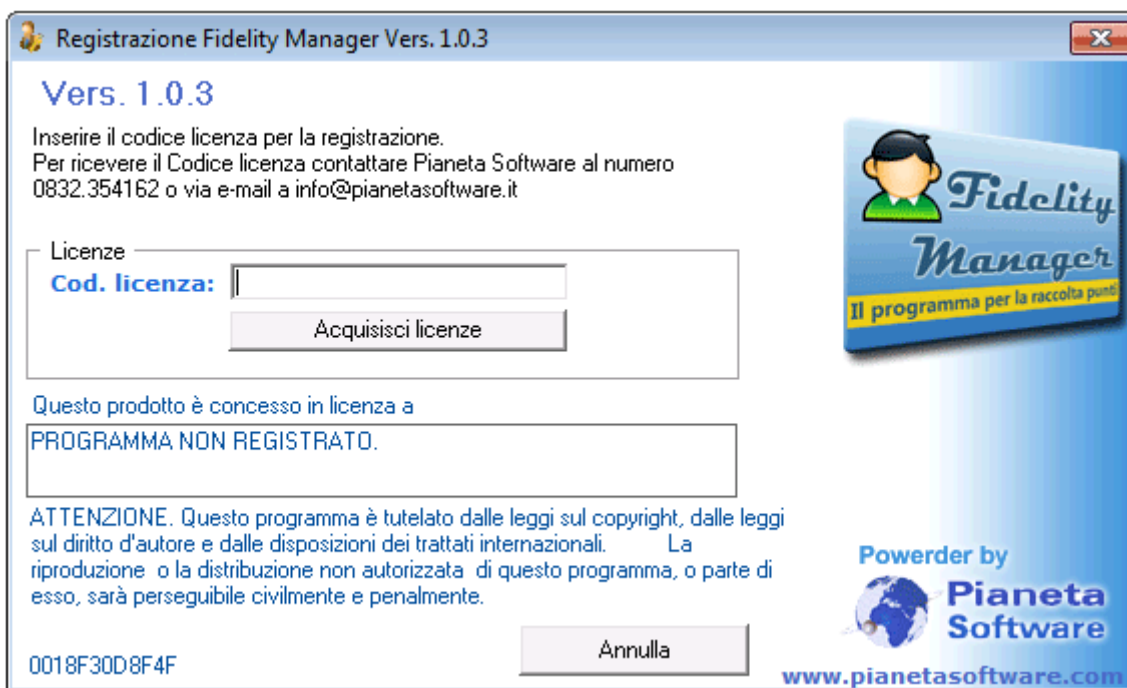 Registrazione Fidelity Manager Vers. 1.0.3
Vers. 1.0.3
Inserire il codice licenza per la registrazione.
Per ricevere il Codice licenza contattare Pianeta Software al numero
0832.354162 o via e-mail a info@pianetasoftware.it
Licenze
Cod. licenza:
Acquisisci licenze
Questo prodotto è concesso in licenza a
PROGRAMMA NON REGISTRATO.
ATTENZIONE. Questo programma è tutelato dalle leggi sul copyright, dalle leggi
sul diritto d'autore e dalle disposizioni dei trattati internazionali. La
riproduzione o la distribuzione non autorizzata di questo programma, o parte di
esso, sarà perseguibile civilmente e penalmente.
0018F30D8F4F
Annulla
Fidelity
Manager
Il programma per la raccolta punti
Powerder by
Pianeta
Software
www.pianetasoftware.com